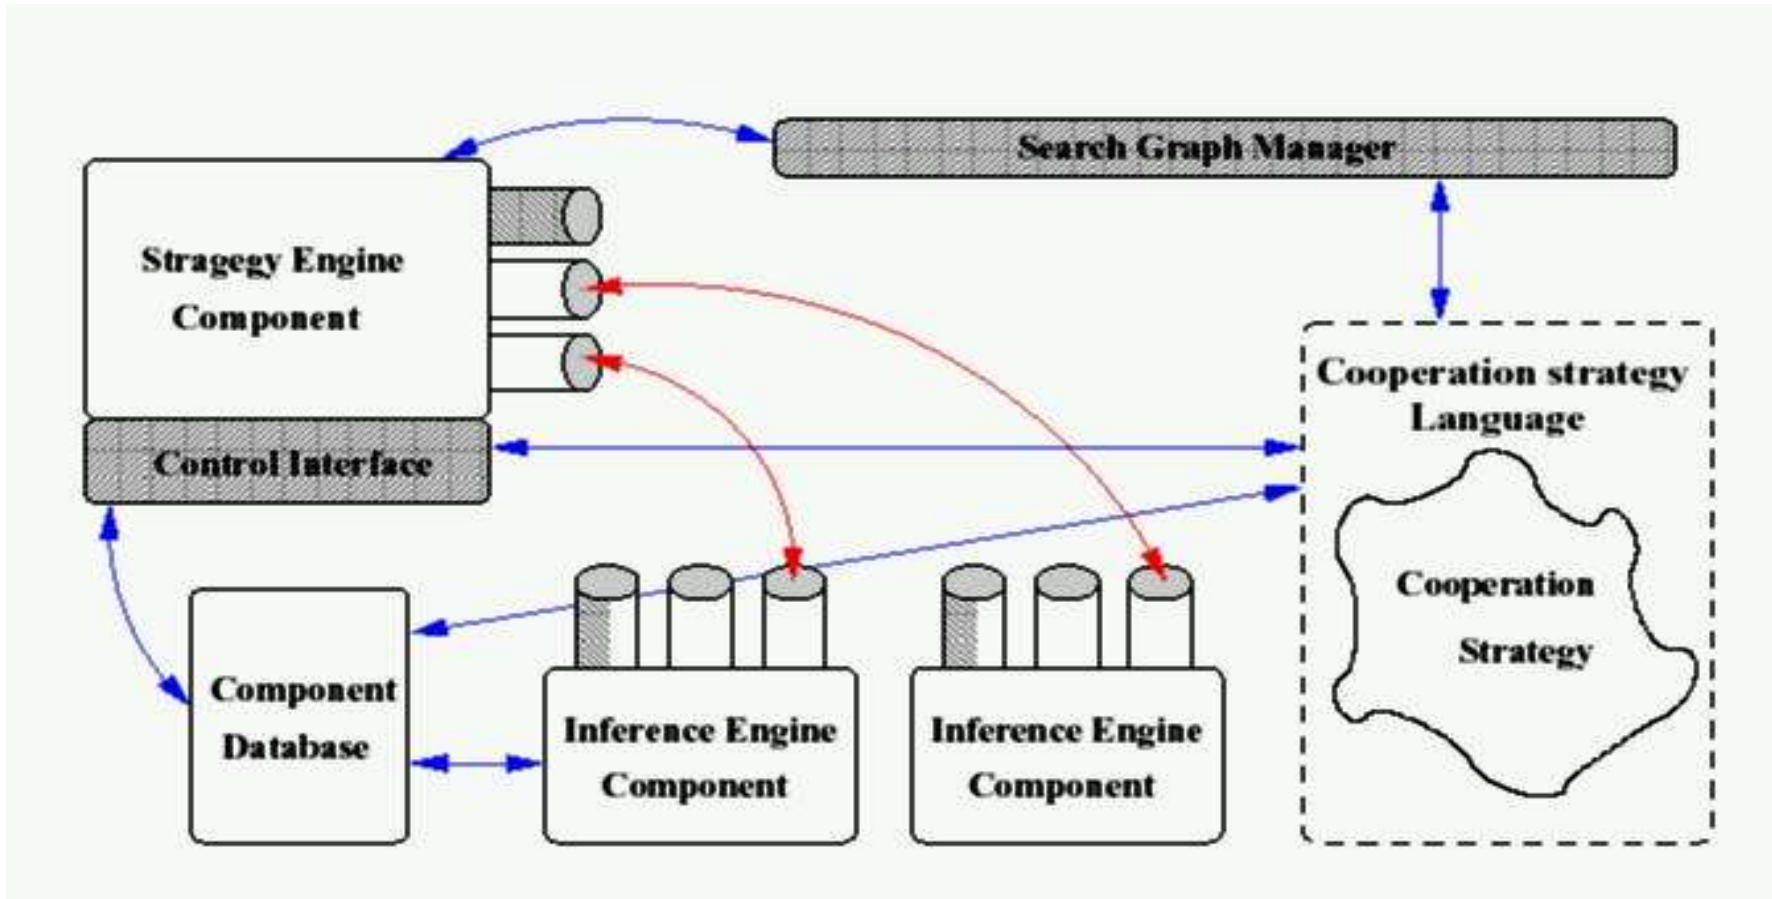 Search Graph Manager
Stragegy Engine
Component
Control Interface
Cooperation strategy
Language
Cooperation
Strategy
Component
Database
Inference Engine
Component
Inference Engine
Component